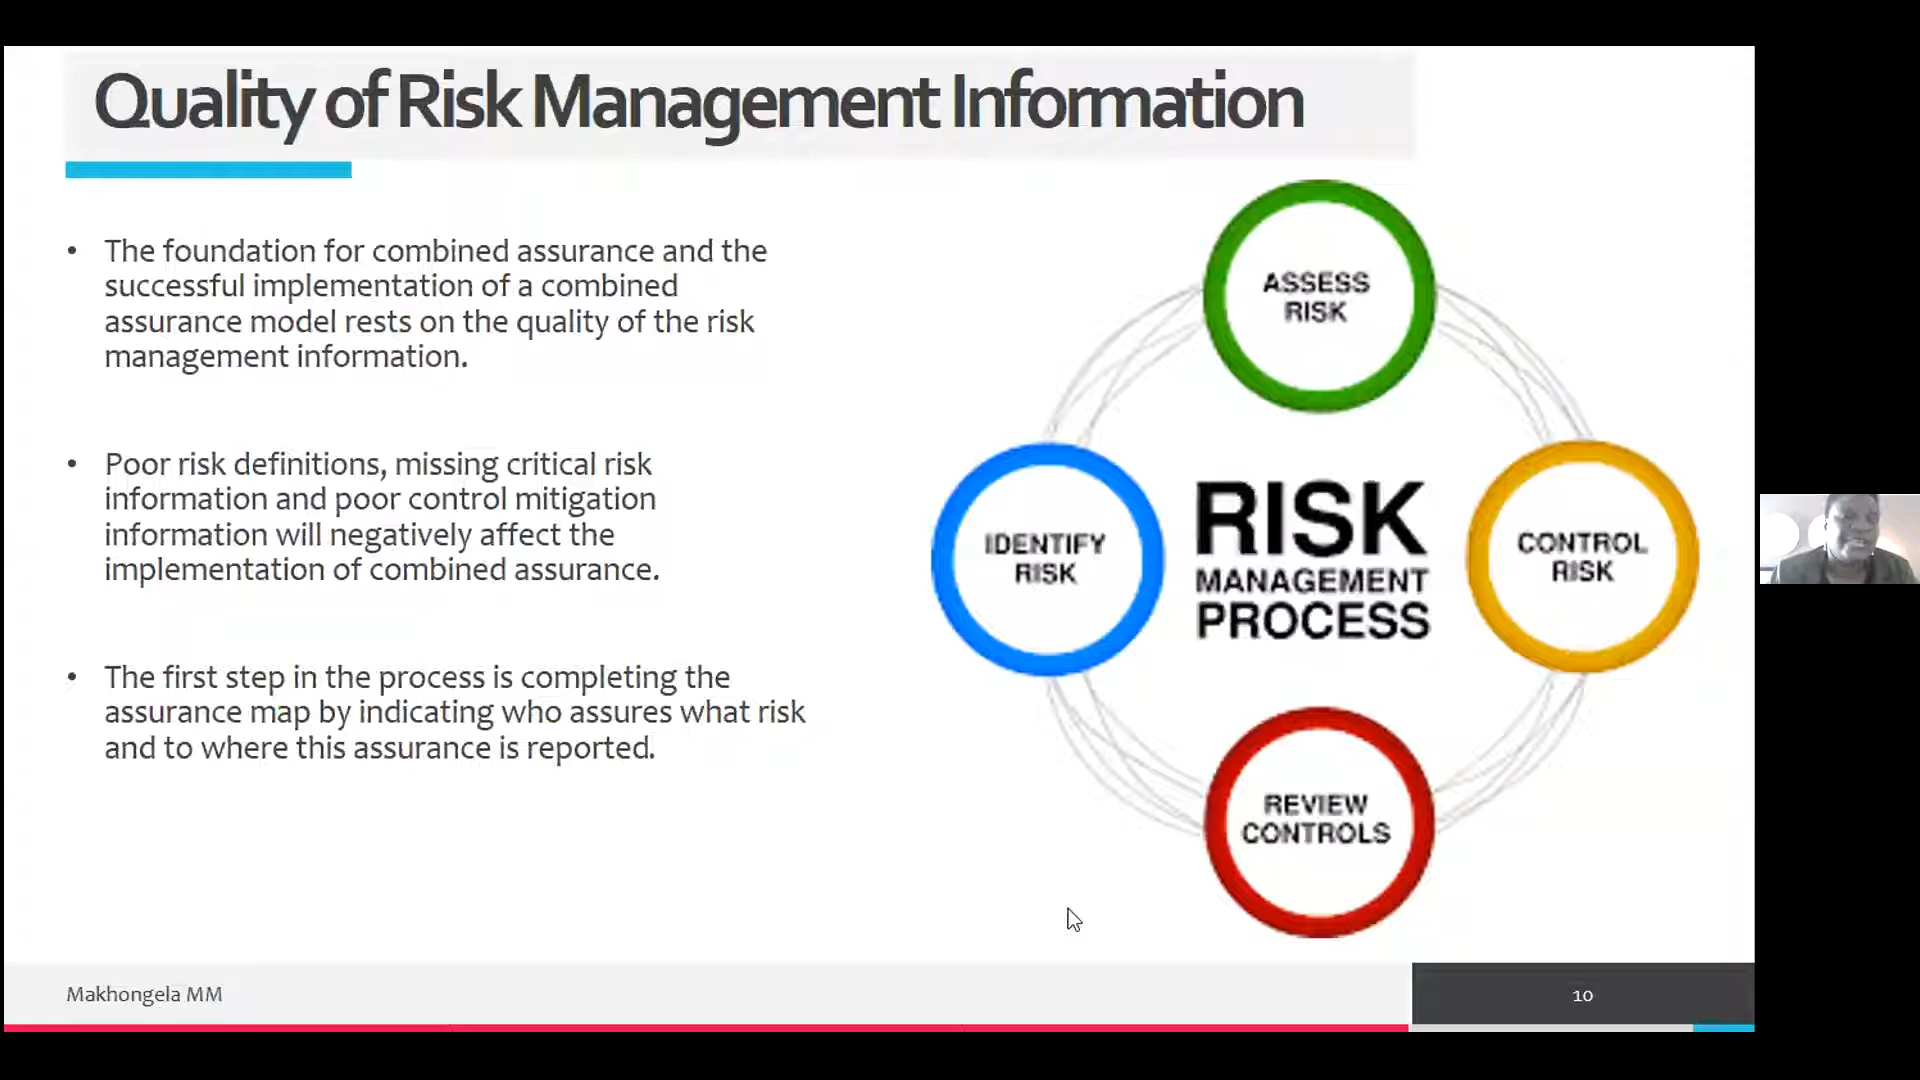 Quality of Risk Management Information
• The foundation for combined assurance and the
successful implementation of a combined
assurance model rests on the quality of the risk
management information.
• Poor risk definitions, missing critical risk
information and poor control mitigation
information will negatively affect the
implementation of combined assurance.
• The first step in the process is completing the
assurance map by indicating who assures what risk
and to where this assurance is reported.
ASSESS
RISK
IDENTIFY
RISK
RISK
MANAGEMENT
PROCESS
CONTROL
RISK
REVIEW
CONTROLS
Makhongela MM
10